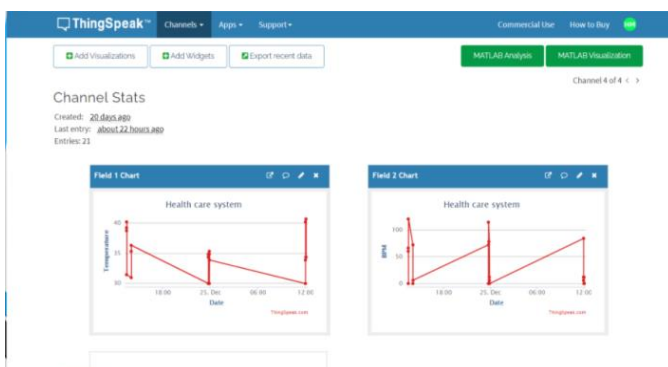 ThingSpeak™ Channels Apps Support Commercial Use How to Buy
Add Visualizations Add Widgets Export recent data MATLAB Analysis MATLAB Visualization
Channel 4 of 4 < >
Channel Stats
Created: 20 days ago
Last entry: about 22 hours ago
Entries: 21
Field 1 Chart
Health care system
Temperature
40
35
30
18:00 25. Dec 06:00 12:00
Date
ThingSpeak.com
Field 2 Chart
Health care system
BPM
100
50
0
18:00 25. Dec 06:00 12:00
Date
ThingSpeak.com